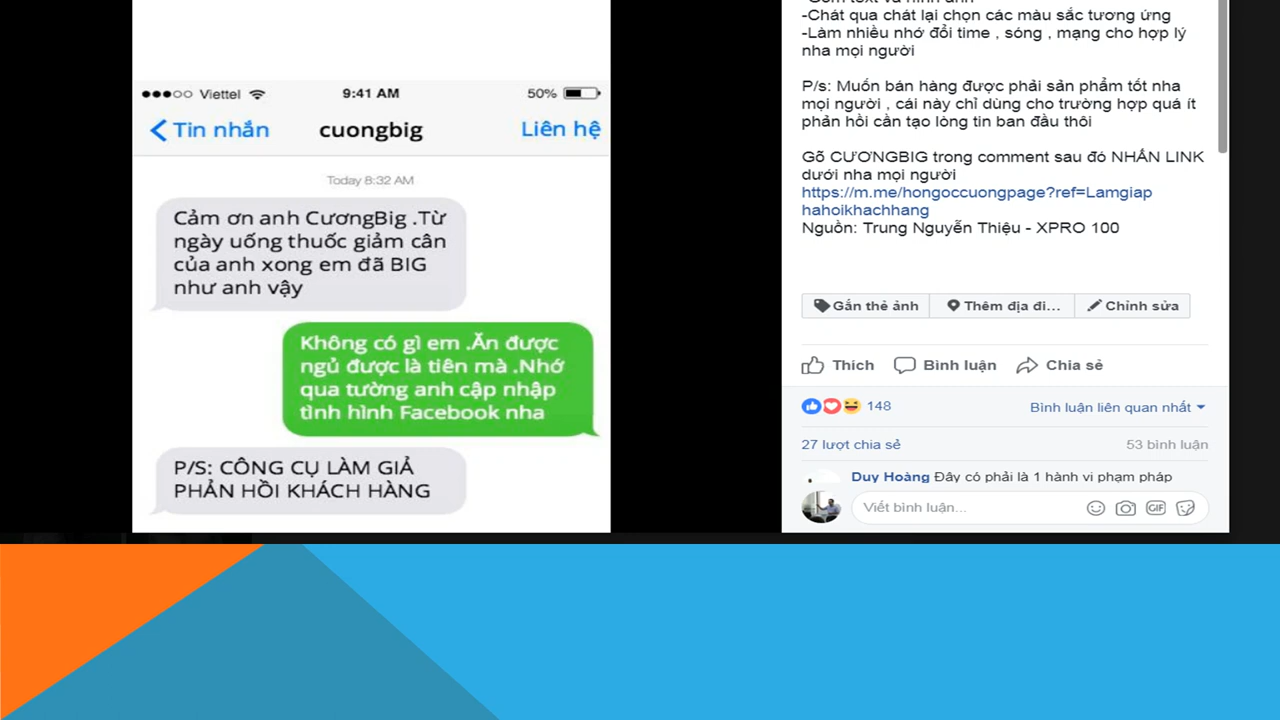 Viettel
9:41 AM
50%
Tin nhắn
cuongbig
Liên hệ
Today 8:32 AM
Cảm ơn anh CươngBig .Từ
ngày uống thuốc giảm cân
của anh xong em đã BIG
như anh vậy
Không có gì em .Ăn được
ngủ được là tiên mà .Nhớ
qua tường anh cập nhập
tình hình Facebook nha
P/S: CÔNG CỤ LÀM GIẢ
PHẢN HỒI KHÁCH HÀNG
-Chát qua chát lại chọn các màu sắc tương ứng
-Làm nhiều nhớ đổi time , sóng , mạng cho hợp lý
nha mọi người
P/s: Muốn bán hàng được phải sản phẩm tốt nha
mọi người , cái này chỉ dùng cho trường hợp quá ít
phản hồi cần tạo lòng tin ban đầu thôi
Gõ CƯƠNGBIG trong comment sau đó NHẤN LINK
dưới nha mọi người
https://m.me/hongoccuongpage?ref=Lamgiap
hahoikhachhang
Nguồn: Trung Nguyễn Thiệu - XPRO 100
Gắn thẻ ảnh
Thêm địa đi...
Chỉnh sửa
Thích
Bình luận
Chia sẻ
148
Bình luận liên quan nhất
27 lượt chia sẻ
53 bình luận
Duy Hoàng Đây có phải là 1 hành vi phạm pháp
Viết bình luận...
GIF